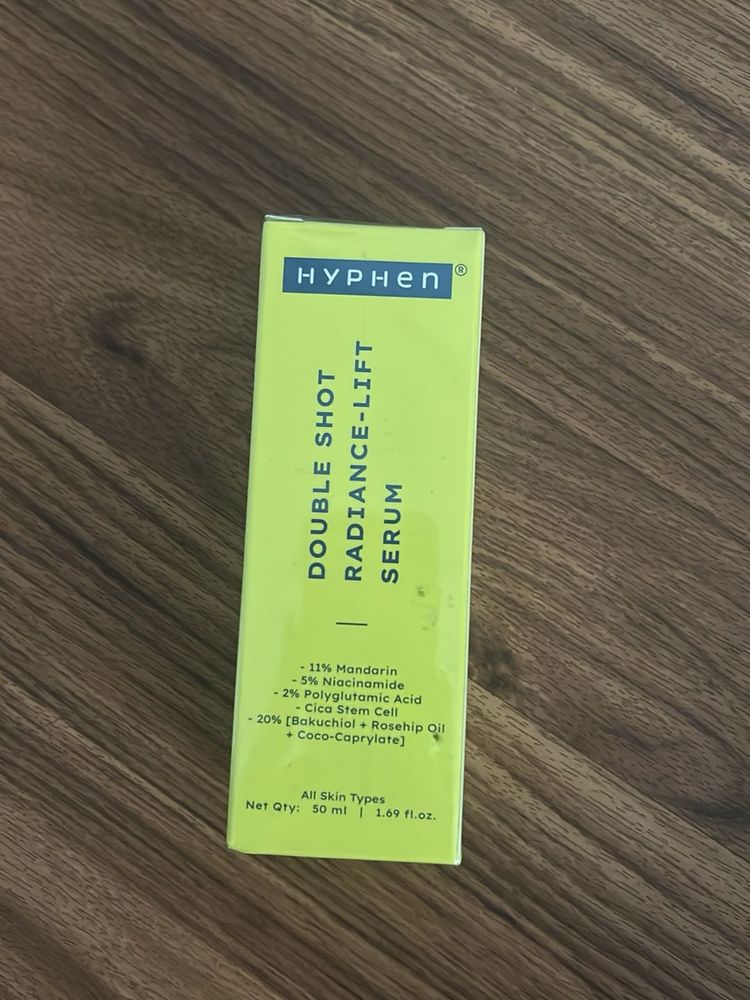 HYPHen®
DOUBLE SHOT
RADIANCE-LIFT
SERUM
- 11% Mandarin
- 5% Niacinamide
- 2% Polyglutamic Acid
- Cica Stem Cell
- 20% [Bakuchiol + Rosehip Oil
+ Coco-Caprylate]
All Skin Types
Net Qty: 50 ml | 1.69 fl.oz.